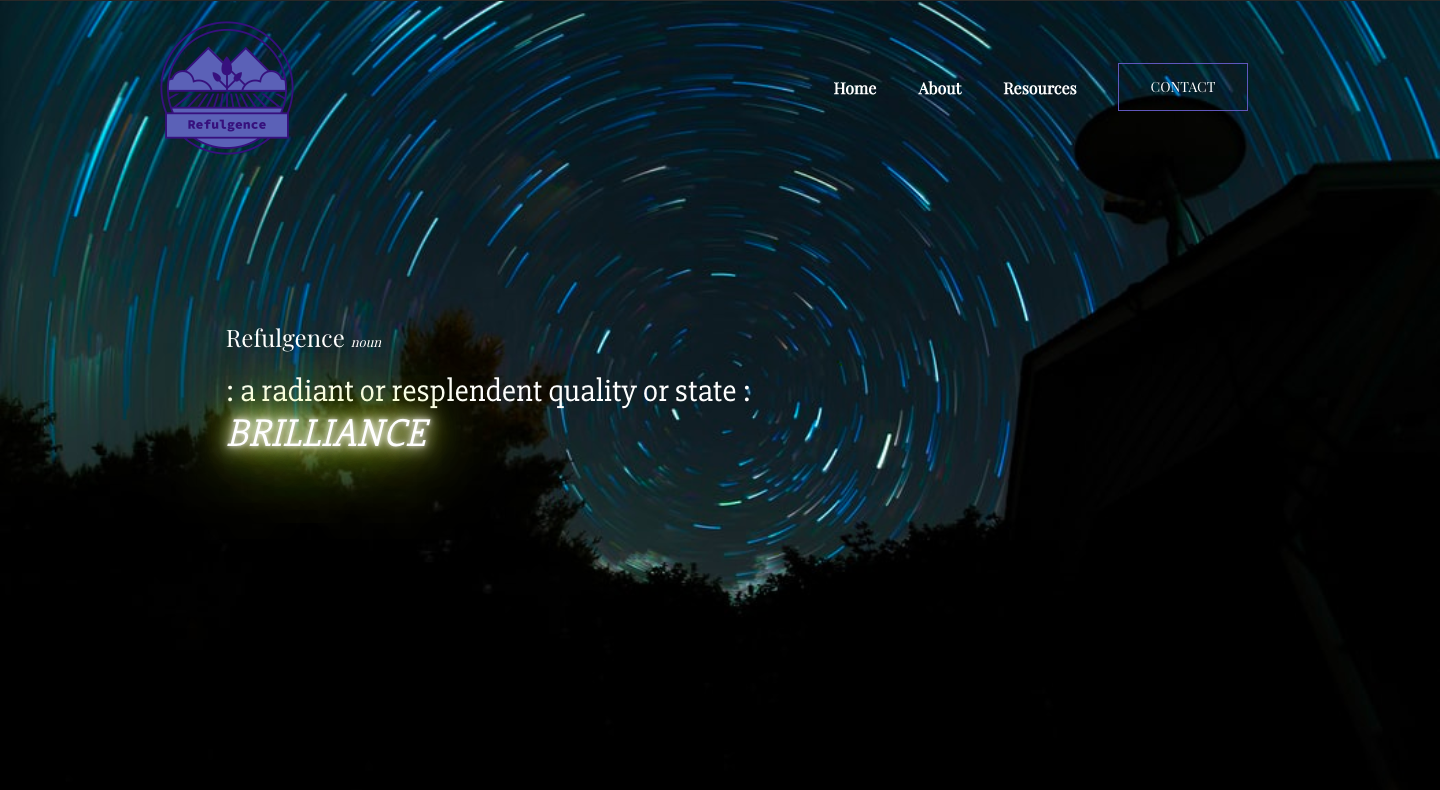 Refulgence
Home About Resources CONTACT
Refulgence noun
: a radiant or resplendent quality or state :
BRILLIANCE